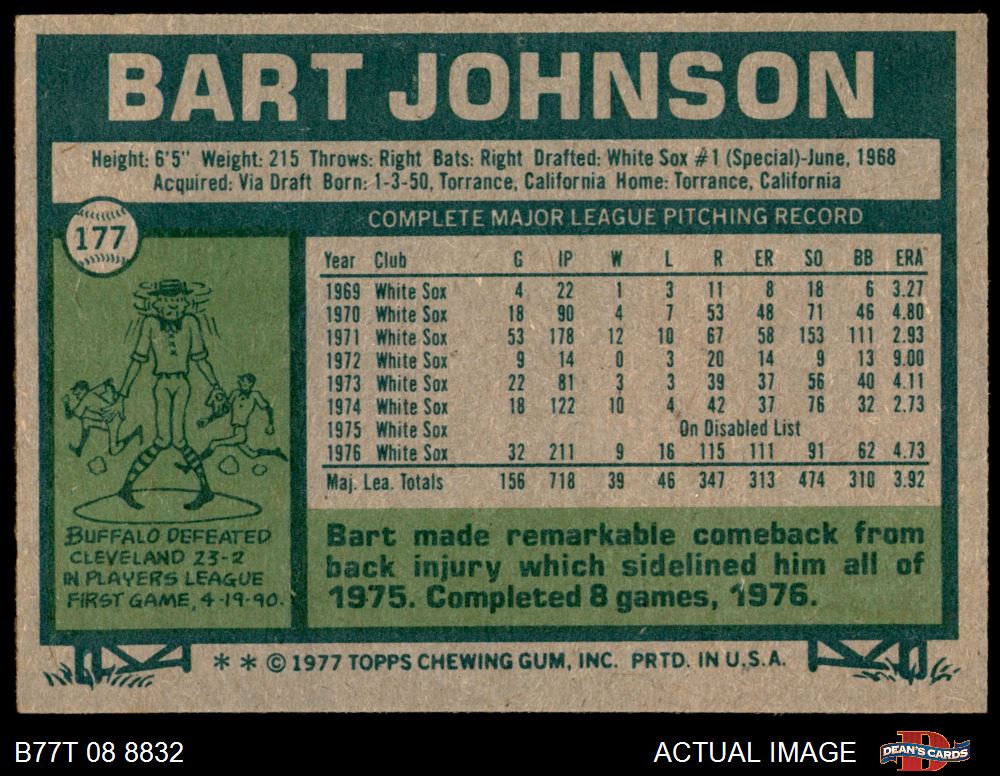 BART JOHNSON
Height: 6'5" Weight: 215 Throws: Right Bats: Right Drafted: White Sox #1 (Special)-June, 1968
Acquired: Via Draft Born: 1-3-50, Torrance, California Home: Torrance, California
177
COMPLETE MAJOR LEAGUE PITCHING RECORD
Year Club G IP W L R ER SO BB ERA
1969 White Sox 4 22 1 3 11 8 18 6 3.27
1970 White Sox 18 90 4 7 53 48 71 46 4.80
1971 White Sox 53 178 12 10 67 58 153 111 2.93
1972 White Sox 9 14 0 3 20 14 9 13 9.00
1973 White Sox 22 81 3 3 39 37 56 40 4.11
1974 White Sox 18 122 10 4 42 37 76 32 2.73
1975 White Sox On Disabled List
1976 White Sox 32 211 9 16 115 111 91 62 4.73
Maj. Lea. Totals 156 718 39 46 347 313 474 310 3.92
BUFFALO DEFEATED
CLEVELAND 23-2
IN PLAYERS LEAGUE
FIRST GAME, 4-19-90.
Bart made remarkable comeback from
back injury which sidelined him all of
1975. Completed 8 games, 1976.
* * © 1977 TOPPS CHEWING GUM, INC. PRTD. IN U.S.A.
B77T 08 8832
ACTUAL IMAGE
D
DEAN'S CARDS